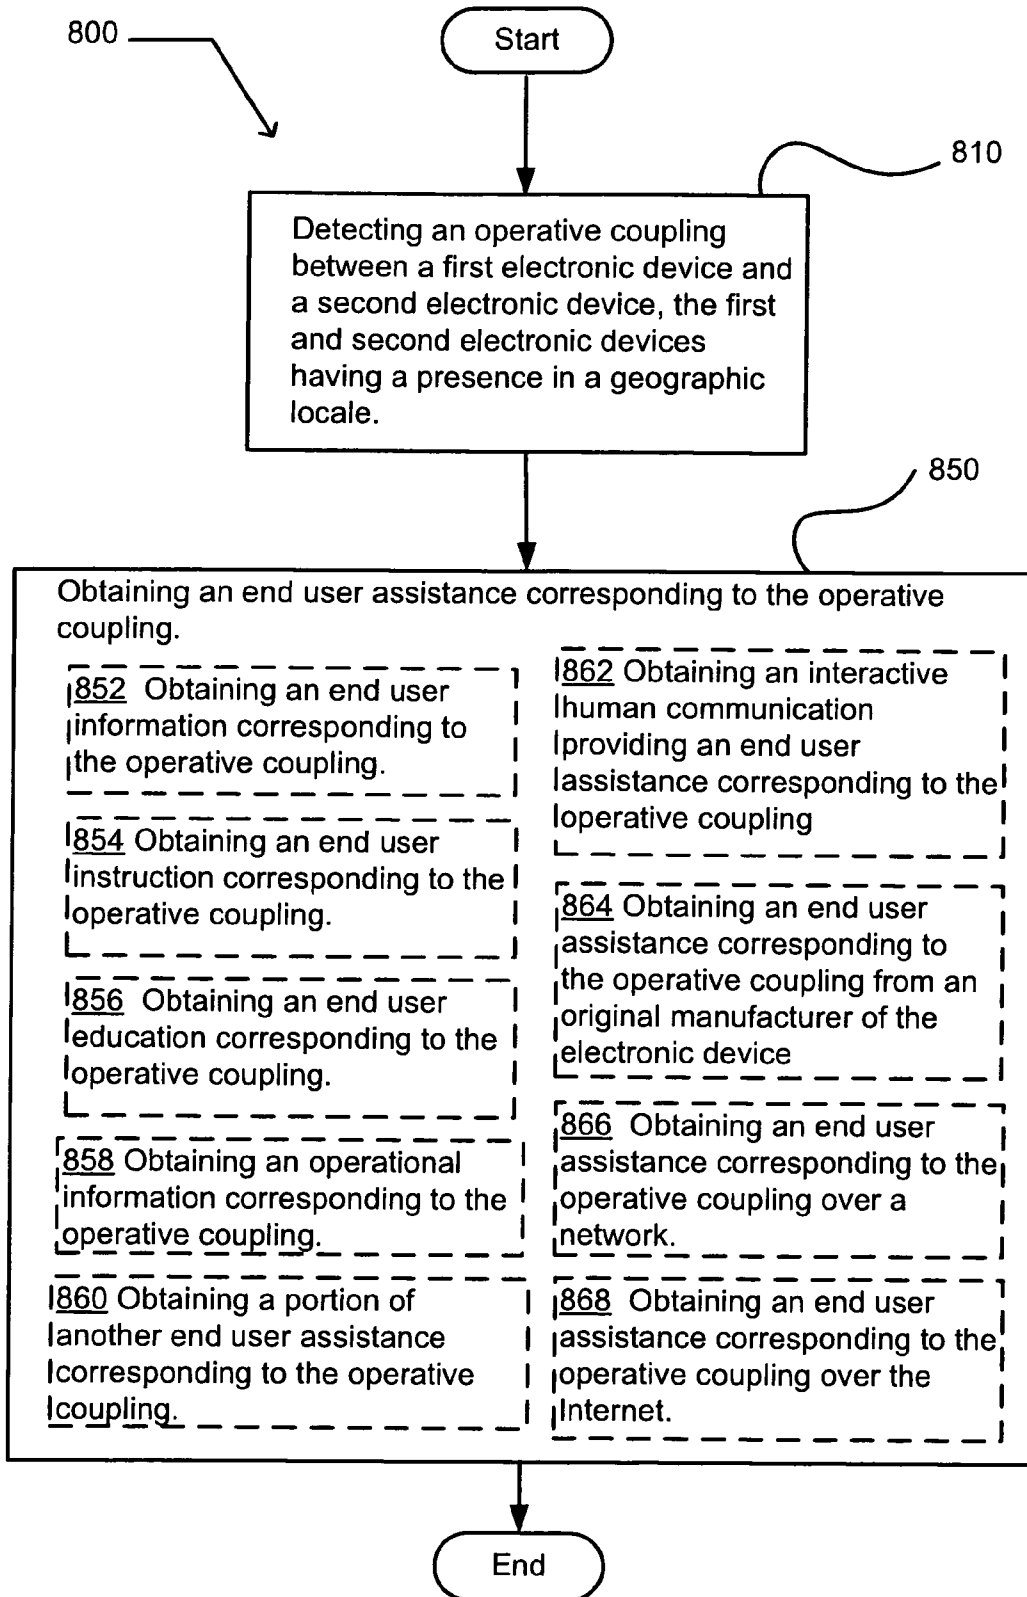 800
Start
810
Detecting an operative coupling
between a first electronic device and
a second electronic device, the first
and second electronic devices
having a presence in a geographic
locale.
850
Obtaining an end user assistance corresponding to the operative
coupling.
852 Obtaining an end user
information corresponding to
the operative coupling.
854 Obtaining an end user
instruction corresponding to the
operative coupling.
856 Obtaining an end user
education corresponding to the
operative coupling.
858 Obtaining an operational
information corresponding to the
operative coupling.
860 Obtaining a portion of
another end user assistance
corresponding to the operative
coupling.
862 Obtaining an interactive
human communication
providing an end user
assistance corresponding to the
operative coupling
864 Obtaining an end user
assistance corresponding to
the operative coupling from an
original manufacturer of the
electronic device
866 Obtaining an end user
assistance corresponding to the
operative coupling over a
network.
868 Obtaining an end user
assistance corresponding to the
operative coupling over the
Internet.
End